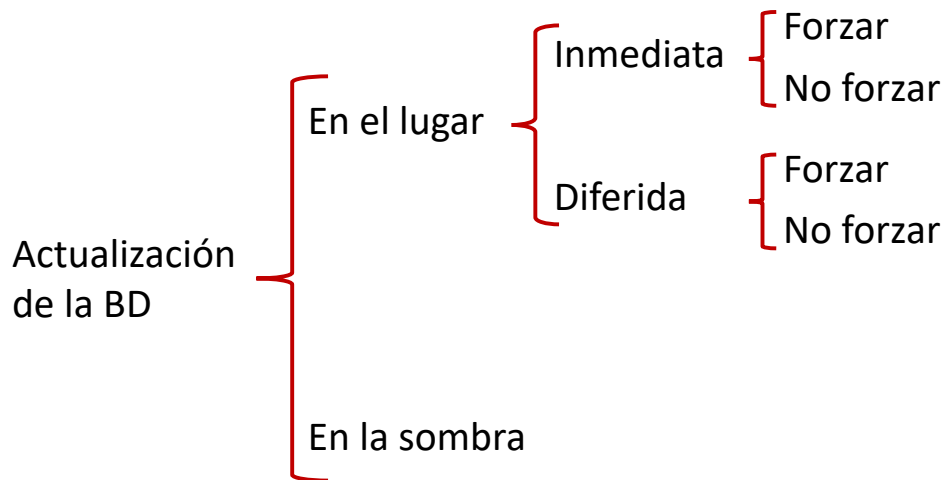 Actualización
de la BD
En el lugar
Inmediata
Forzar
No forzar
Diferida
Forzar
No forzar
En la sombra